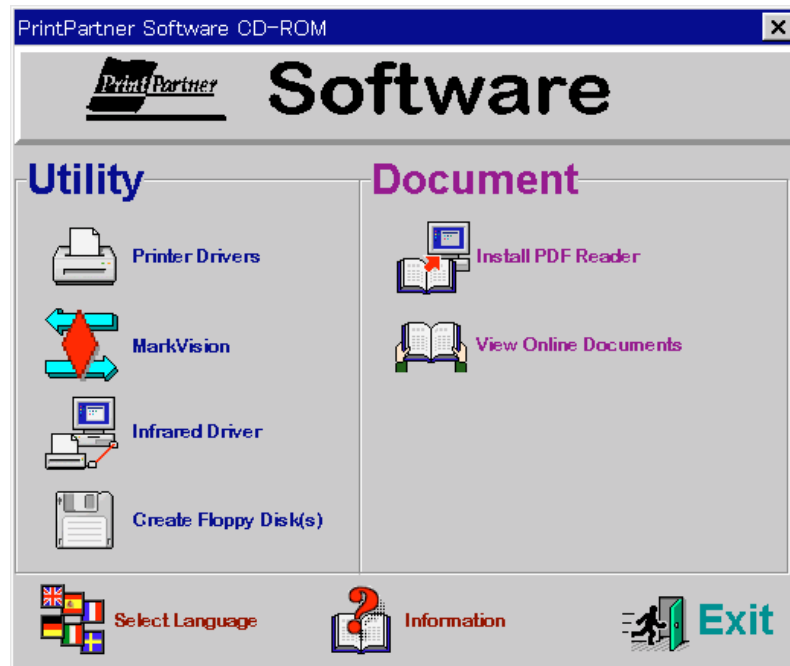 PrintPartner Software CD-ROM
PrintPartner Software
Utility
Printer Drivers
MarkVision
Infrared Driver
Create Floppy Disk(s)
Document
Install PDF Reader
View Online Documents
Select Language
Information
Exit